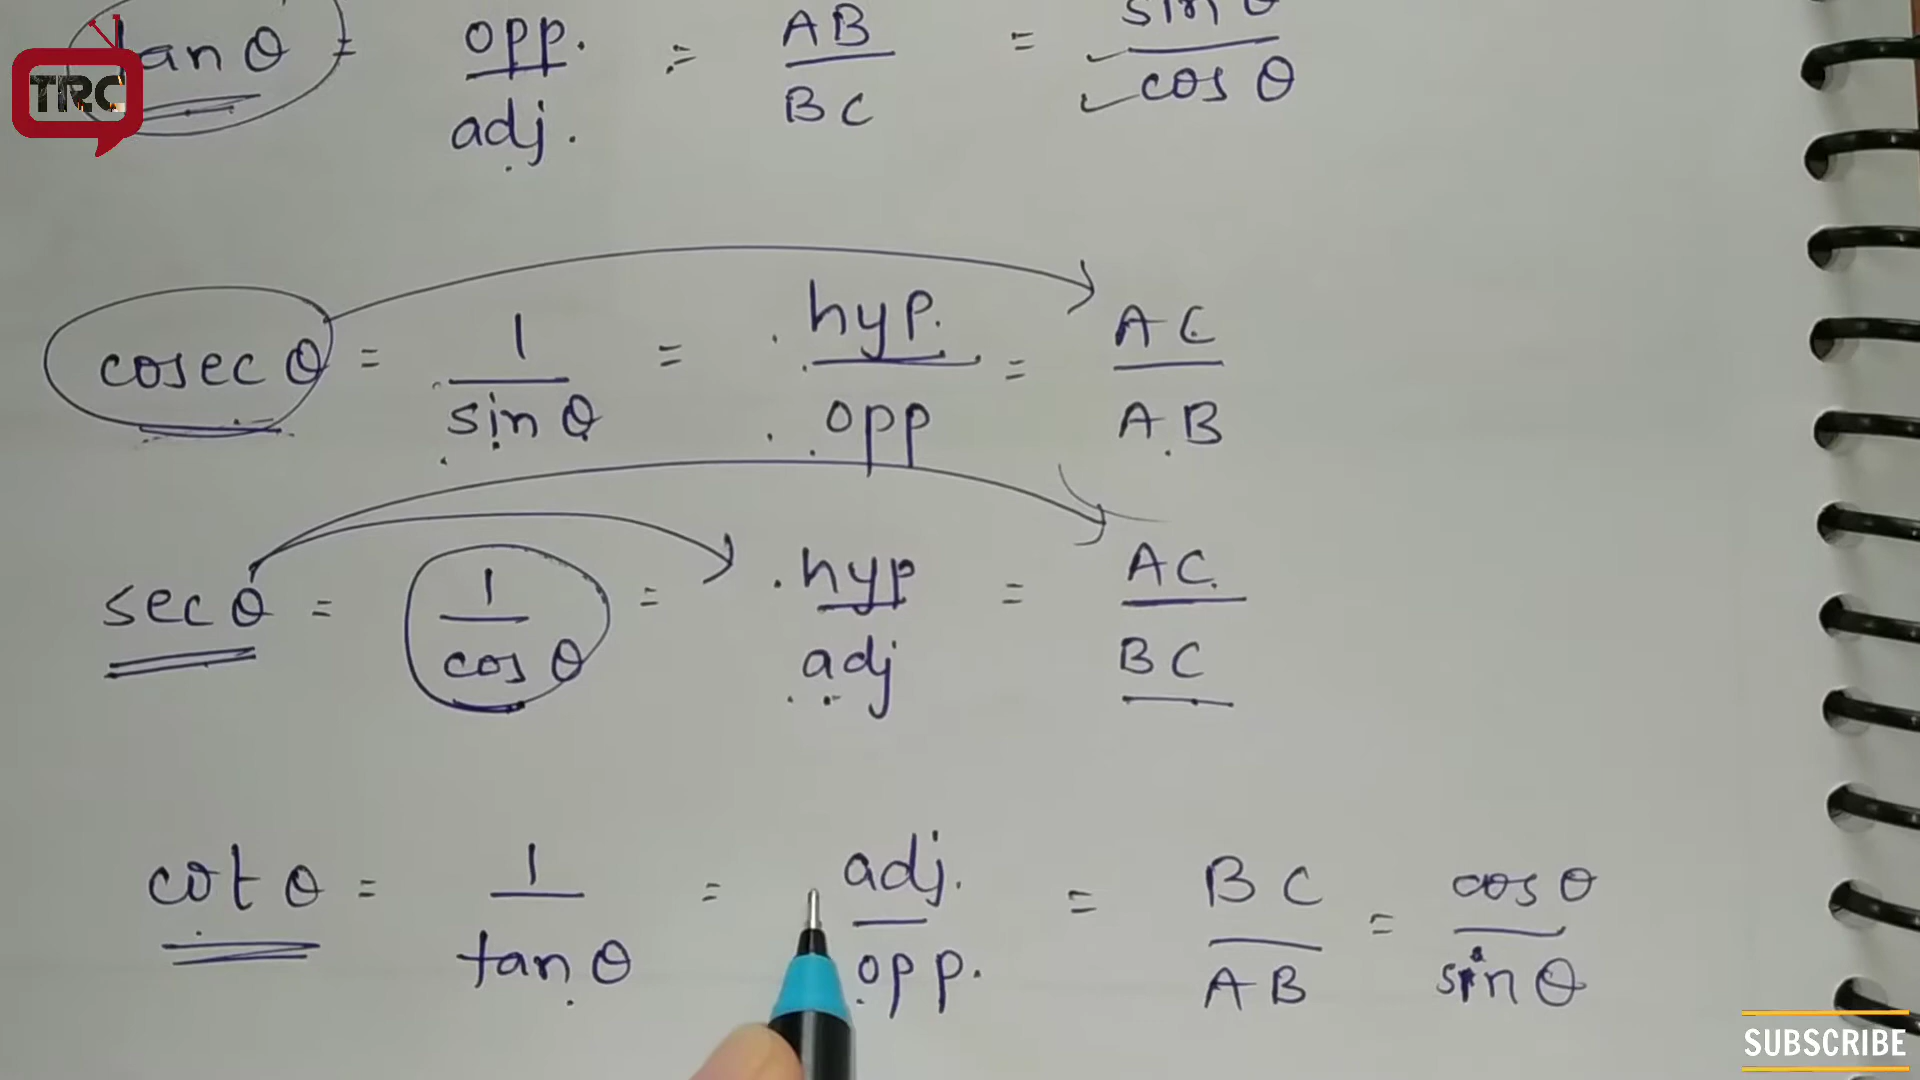 tan θ = opp. / adj. = AB / BC = sin θ / cos θ
TRC
cosec θ = 1 / sin θ = hyp. / opp = AC / AB
sec θ = 1 / cos θ = hyp / adj = AC / BC
cot θ = 1 / tan θ = adj. / opp. = BC / AB = cos θ / sin θ
SUBSCRIBE